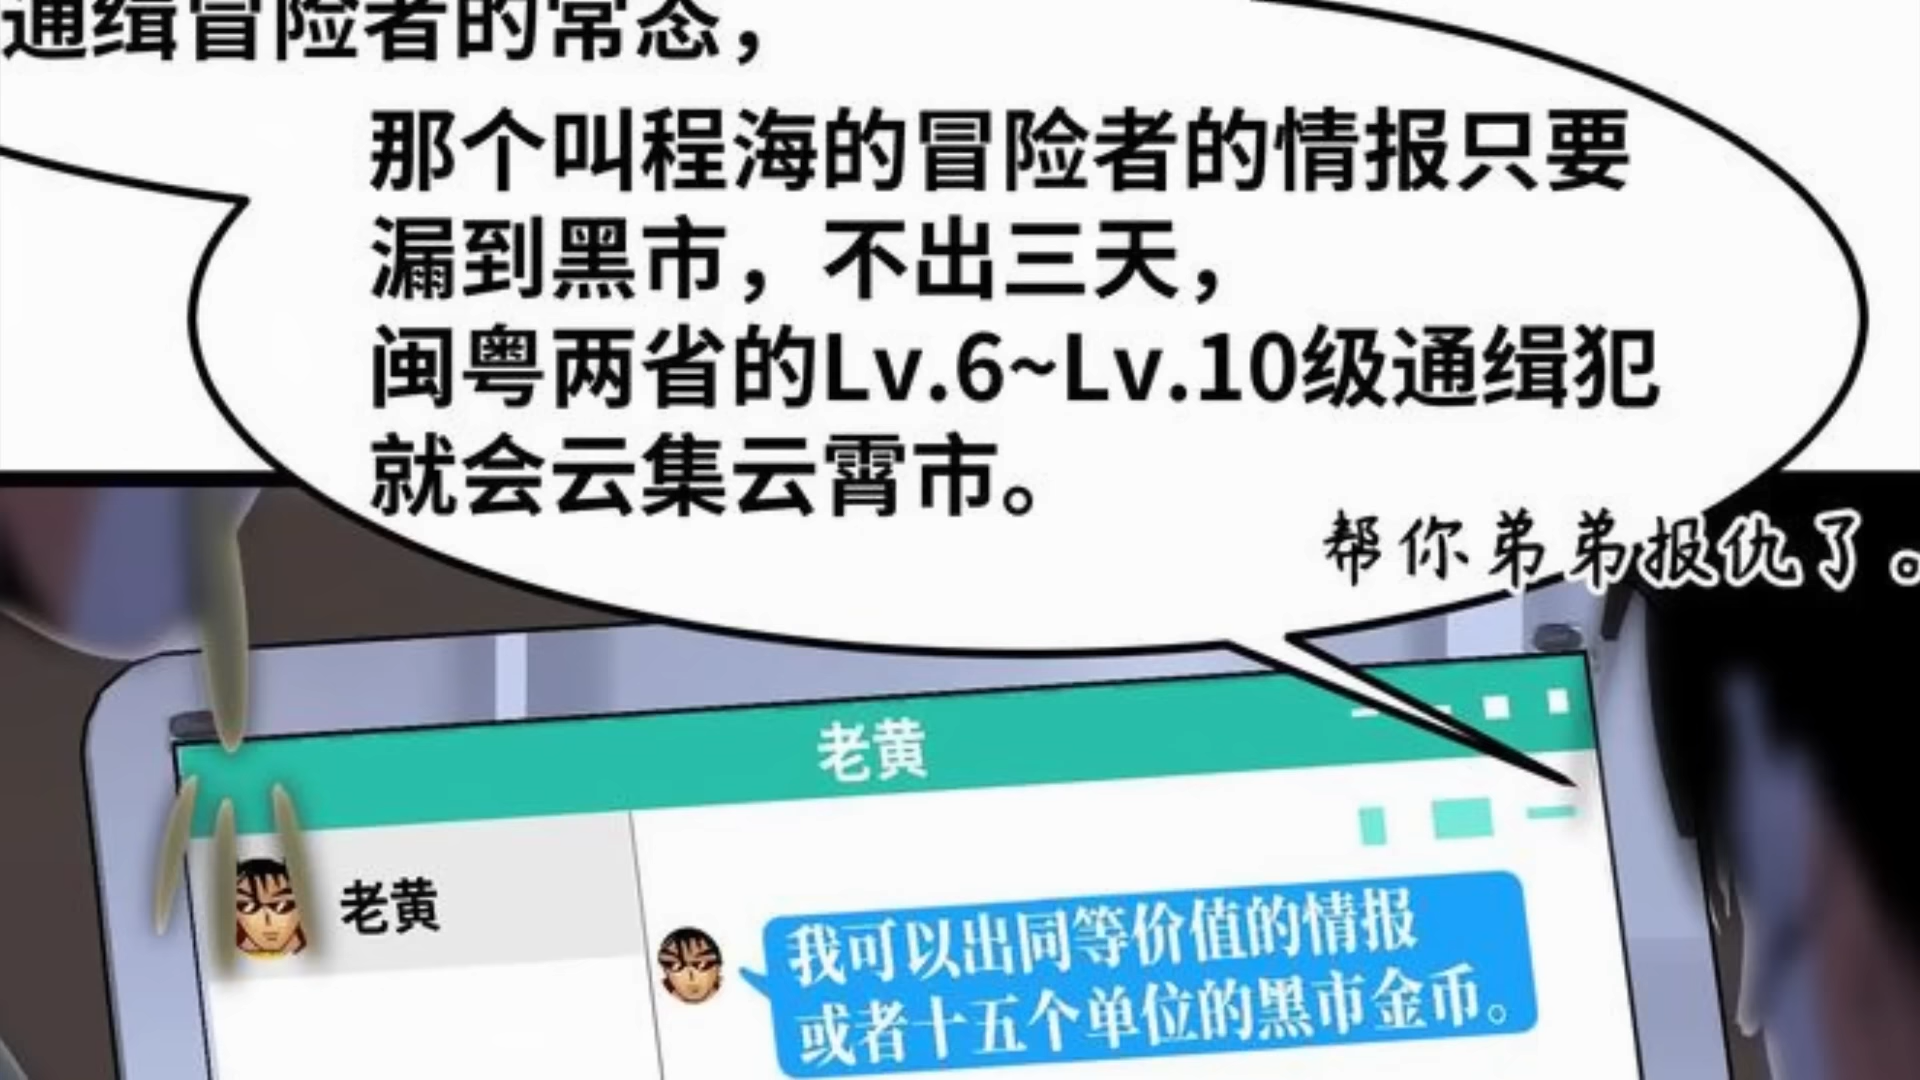 通缉冒险者的常态，
那个叫程海的冒险者的情报只要
漏到黑市，不出三天，
闽粤两省的Lv.6~Lv.10级通缉犯
就会云集云霄市。
帮你弟弟报仇了。
老黄
老黄
我可以出同等价值的情报
或者十五个单位的黑市金币。